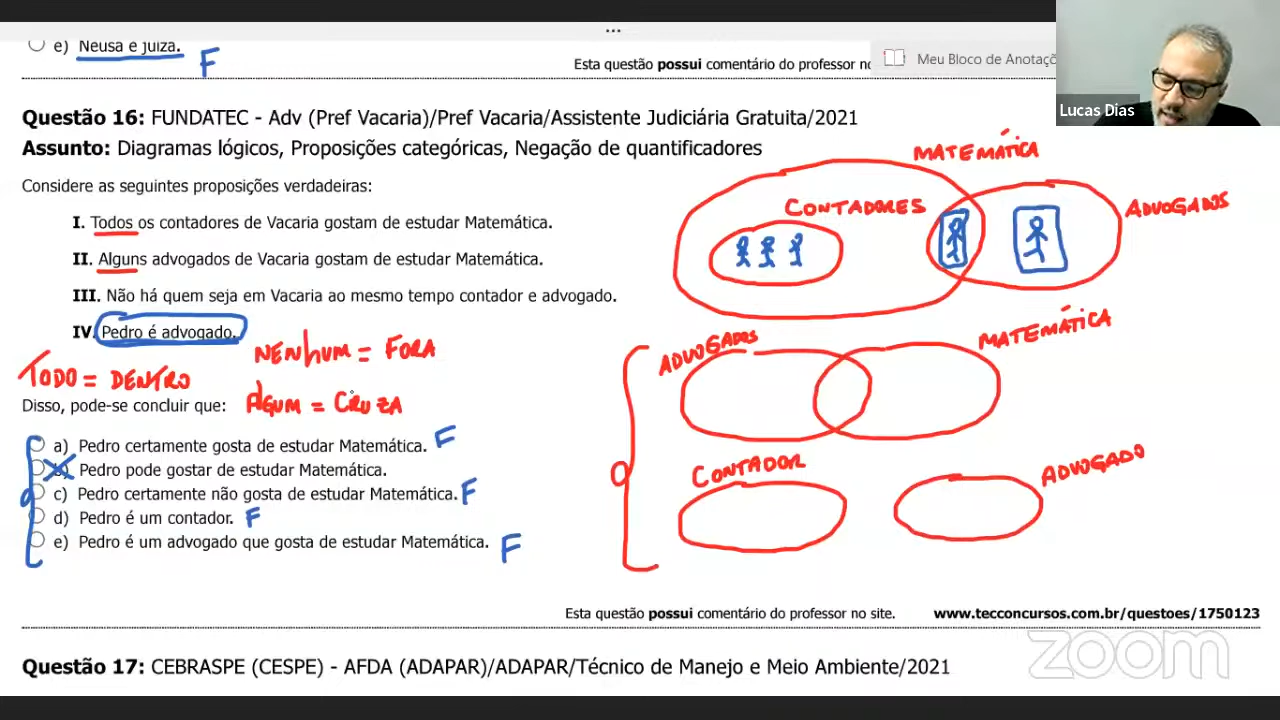 e) Neusa é juíza.
F
Esta questão possui comentário do professor no
Meu Bloco de Anotaçõ
Lucas Dias
Questão 16: FUNDATEC - Adv (Pref Vacaria)/Pref Vacaria/Assistente Judiciária Gratuita/2021
Assunto: Diagramas lógicos, Proposições categóricas, Negação de quantificadores
Considere as seguintes proposições verdadeiras:
I. Todos os contadores de Vacaria gostam de estudar Matemática.
II. Alguns advogados de Vacaria gostam de estudar Matemática.
III. Não há quem seja em Vacaria ao mesmo tempo contador e advogado.
IV. Pedro é advogado.
MATEMÁTICA
CONTADORES
ADVOGADOS
NENHUM = FORA
TODO = DENTRO
ALGUM = CRUZA
ADVOGADOS
MATEMÁTICA
CONTADOR
ADVOGADO
Disso, pode-se concluir que:
a) Pedro certamente gosta de estudar Matemática. F
b) Pedro pode gostar de estudar Matemática.
c) Pedro certamente não gosta de estudar Matemática. F
d) Pedro é um contador. F
e) Pedro é um advogado que gosta de estudar Matemática. F
Esta questão possui comentário do professor no site. www.tecconcursos.com.br/questoes/1750123
zoom
Questão 17: CEBRASPE (CESPE) - AFDA (ADAPAR)/ADAPAR/Técnico de Manejo e Meio Ambiente/2021